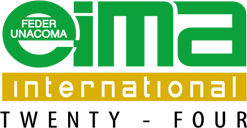 FEDER
UNACOMA
eima
international
TWENTY - FOUR